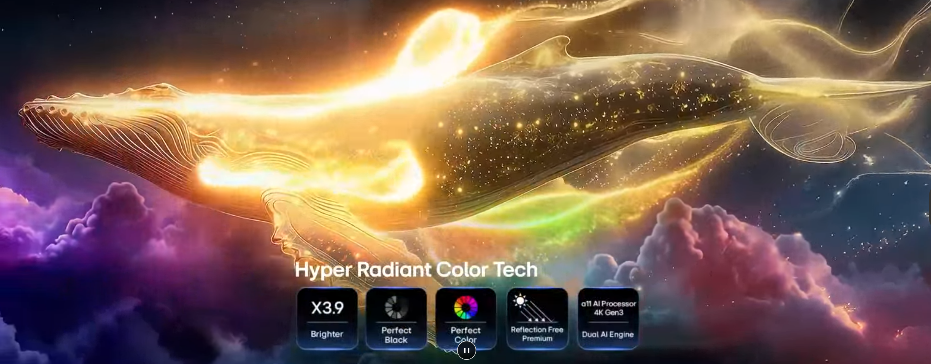 Hyper Radiant Color Tech
X3.9
Brighter
Perfect
Black
Perfect
Color
Reflection Free
Premium
α11 AI Processor
4K Gen3
Dual AI Engine